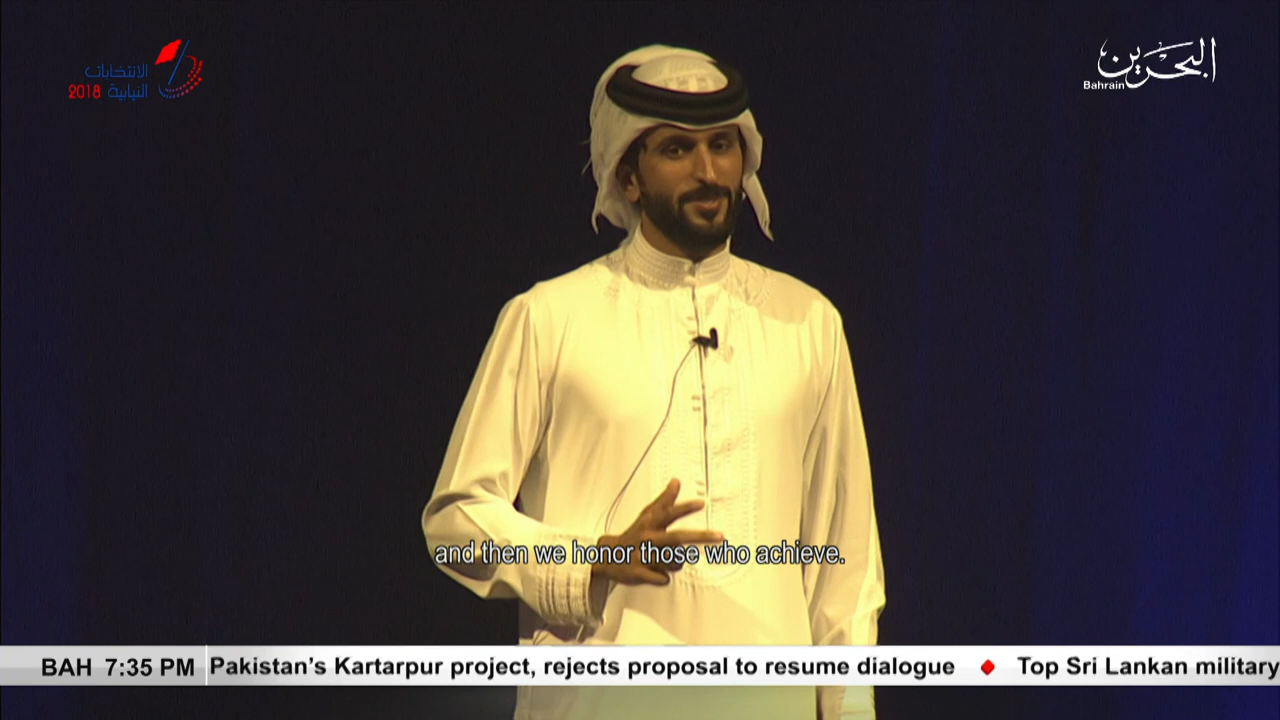 الانتخابات
النيابية 2018
البحرين
Bahrain
and then we honor those who achieve.
BAH 7:35 PM Pakistan's Kartarpur project, rejects proposal to resume dialogue ♦ Top Sri Lankan military